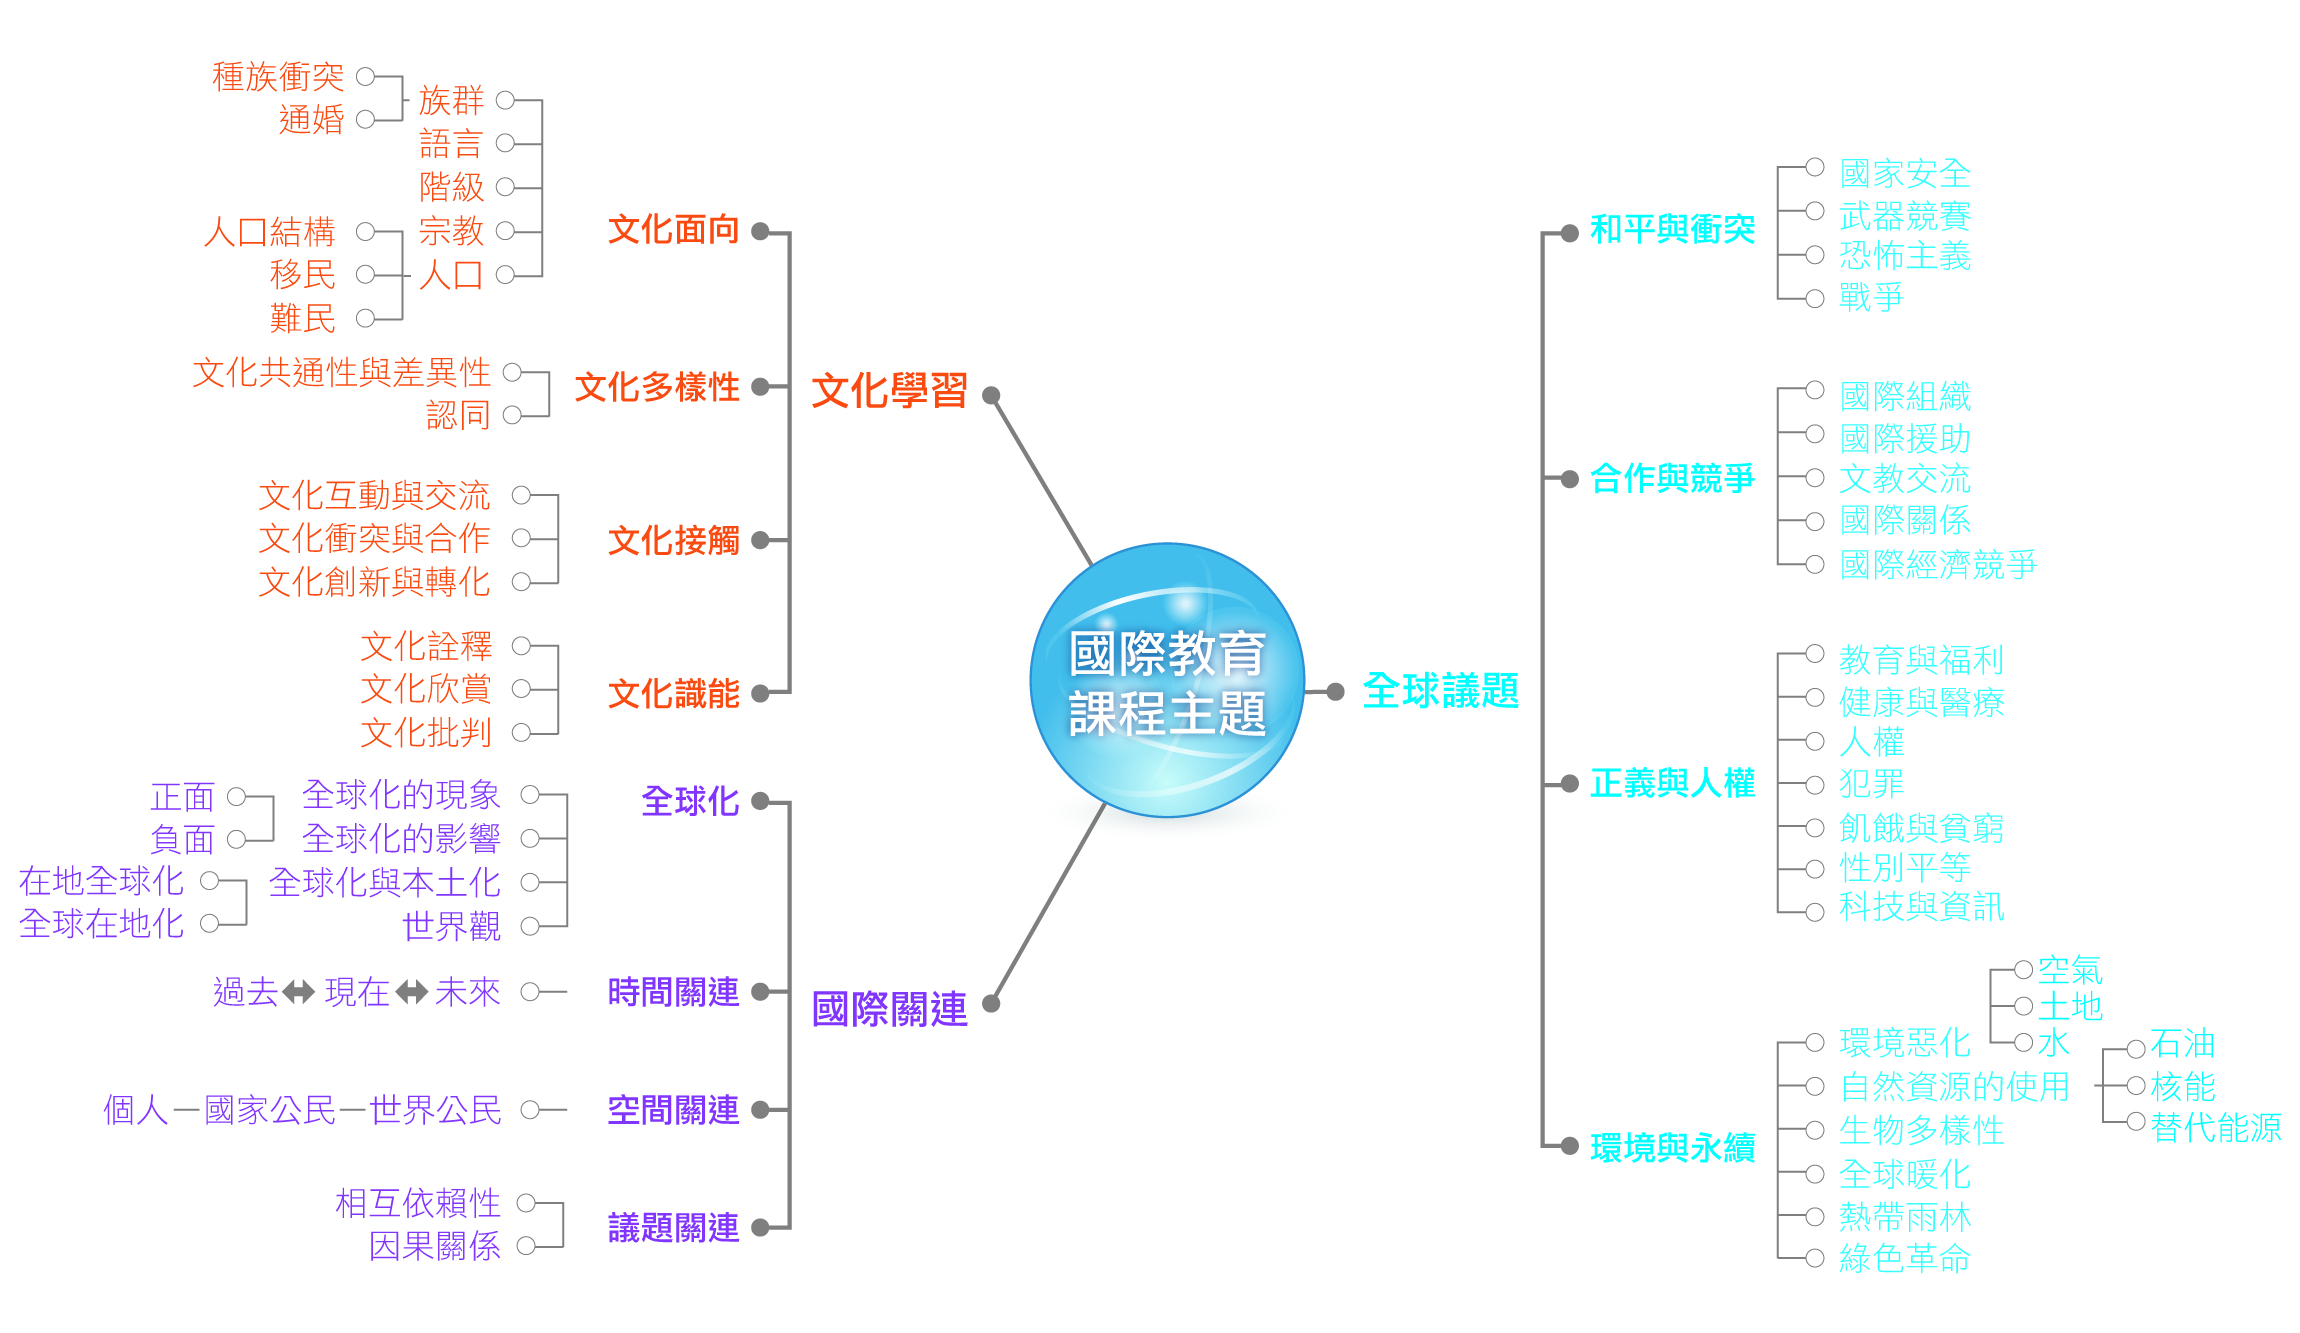 國際教育
課程主題
文化學習
文化面向
族群
種族衝突
通婚
語言
階級
宗教
人口
人口結構
移民
難民
文化多樣性
文化共通性與差異性
認同
文化接觸
文化互動與交流
文化衝突與合作
文化創新與轉化
文化識能
文化詮釋
文化欣賞
文化批判
國際關連
全球化
全球化的現象
全球化的影響
正面
負面
全球化與本土化
在地全球化
全球在地化
世界觀
時間關連
過去 現在 未來
空間關連
個人—國家公民—世界公民
議題關連
相互依賴性
因果關係
全球議題
和平與衝突
國家安全
武器競賽
恐怖主義
戰爭
合作與競爭
國際組織
國際援助
文教交流
國際關係
國際經濟競爭
正義與人權
教育與福利
健康與醫療
人權
犯罪
飢餓與貧窮
性別平等
科技與資訊
環境與永續
環境惡化
空氣
土地
水
自然資源的使用
石油
核能
替代能源
生物多樣性
全球暖化
熱帶雨林
綠色革命